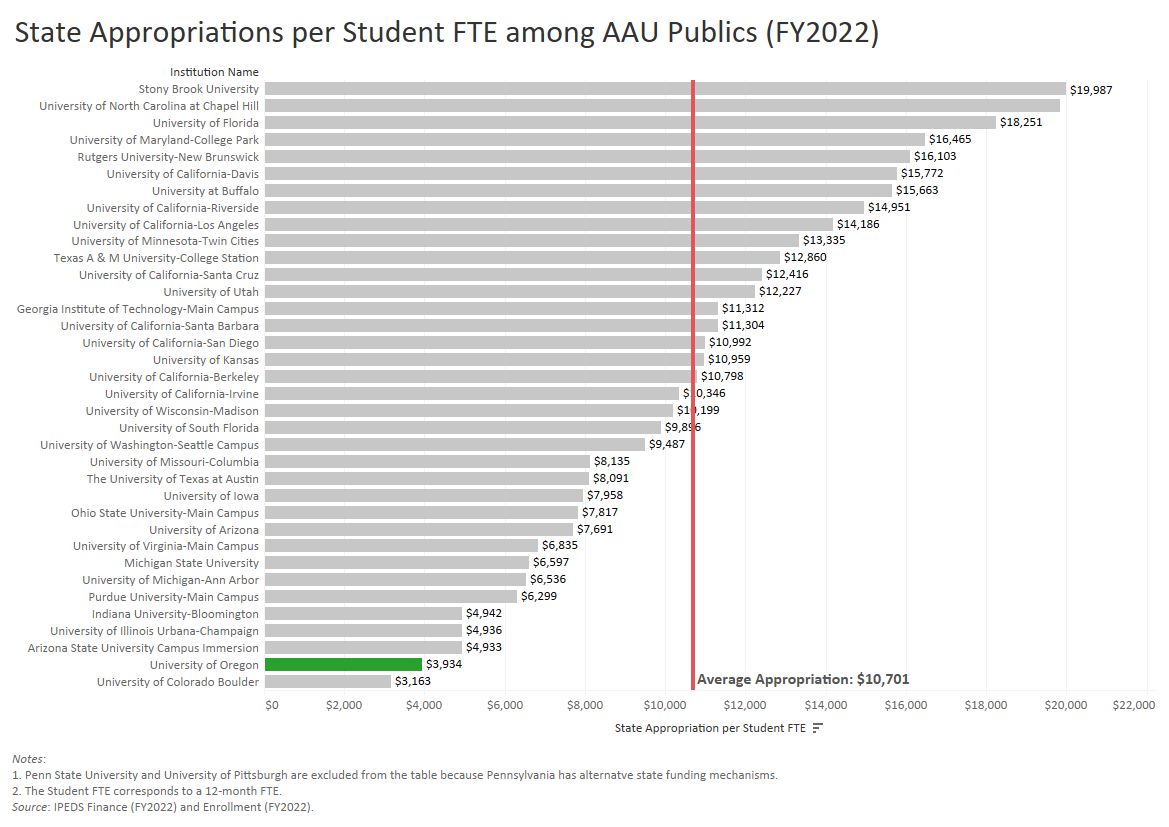 State Appropriations per Student FTE among AAU Publics (FY2022)
Institution Name
Stony Brook University $19,987
University of North Carolina at Chapel Hill
University of Florida $18,251
University of Maryland-College Park $16,465
Rutgers University-New Brunswick $16,103
University of California-Davis $15,772
University at Buffalo $15,663
University of California-Riverside $14,951
University of California-Los Angeles $14,186
University of Minnesota-Twin Cities $13,335
Texas A & M University-College Station $12,860
University of California-Santa Cruz $12,416
University of Utah $12,227
Georgia Institute of Technology-Main Campus $11,312
University of California-Santa Barbara $11,304
University of California-San Diego $10,992
University of Kansas $10,959
University of California-Berkeley $10,798
University of California-Irvine $10,346
University of Wisconsin-Madison $10,199
University of South Florida $9,896
University of Washington-Seattle Campus $9,487
University of Missouri-Columbia $8,135
The University of Texas at Austin $8,091
University of Iowa $7,958
Ohio State University-Main Campus $7,817
University of Arizona $7,691
University of Virginia-Main Campus $6,835
Michigan State University $6,597
University of Michigan-Ann Arbor $6,536
Purdue University-Main Campus $6,299
Indiana University-Bloomington $4,942
University of Illinois Urbana-Champaign $4,936
Arizona State University Campus Immersion $4,933
University of Oregon $3,934
University of Colorado Boulder $3,163
Average Appropriation: $10,701
$0 $2,000 $4,000 $6,000 $8,000 $10,000 $12,000 $14,000 $16,000 $18,000 $20,000 $22,000
State Appropriation per Student FTE
Notes:
1. Penn State University and University of Pittsburgh are excluded from the table because Pennsylvania has alternatve state funding mechanisms.
2. The Student FTE corresponds to a 12-month FTE.
Source: IPEDS Finance (FY2022) and Enrollment (FY2022).